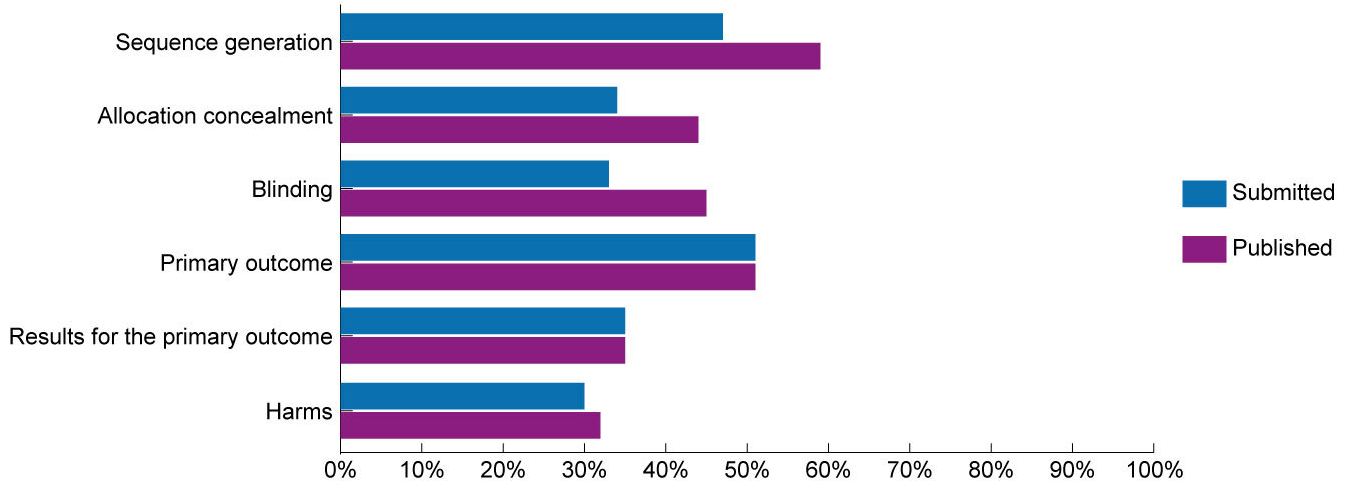 Sequence generation
Allocation concealment
Blinding
Primary outcome
Results for the primary outcome
Harms
0% 10% 20% 30% 40% 50% 60% 70% 80% 90% 100%
Submitted
Published